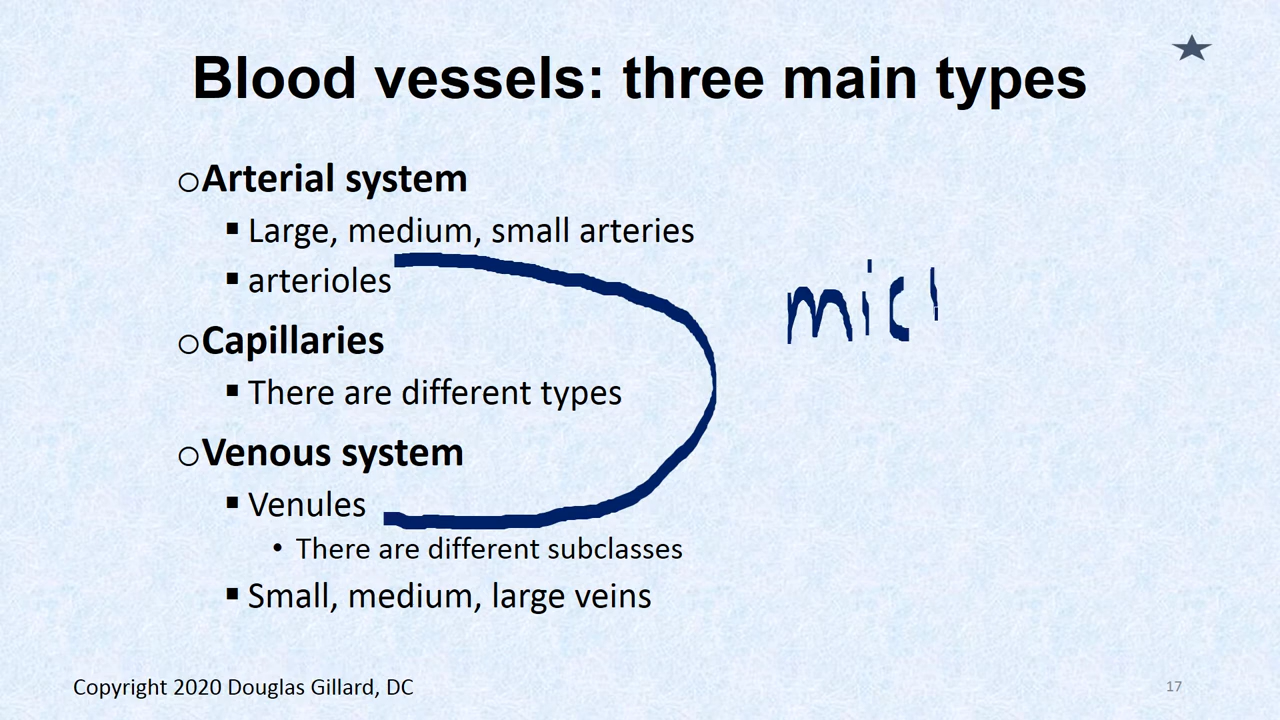 Blood vessels: three main types
Arterial system
Large, medium, small arteries
arterioles
mic
Capillaries
There are different types
Venous system
Venules
There are different subclasses
Small, medium, large veins
Copyright 2020 Douglas Gillard, DC
17